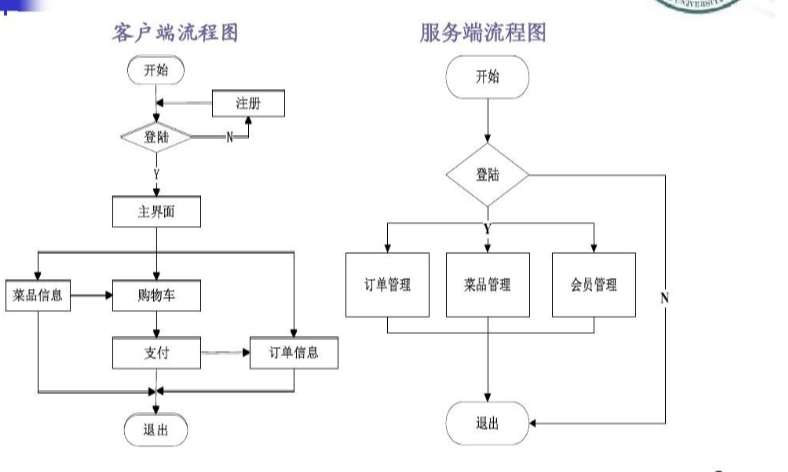 客户端流程图
开始
注册
登陆
N
Y
主界面
菜品信息
购物车
支付
订单信息
退出
服务端流程图
开始
登陆
Y
订单管理
菜品管理
会员管理
N
退出